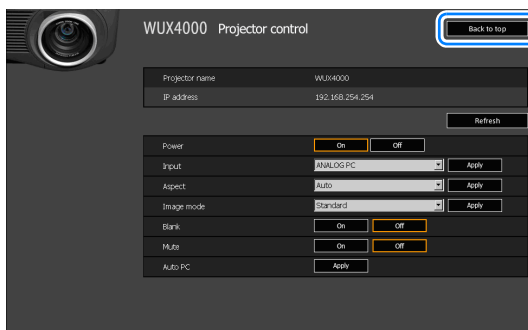 WUX4000 Projector control
Back to top
Projector name WUX4000
IP address 192.168.254.254
Refresh
Power On Off
Input ANALOG PC Apply
Aspect Auto Apply
Image mode Standard Apply
Blank On Off
Mute On Off
Auto PC Apply